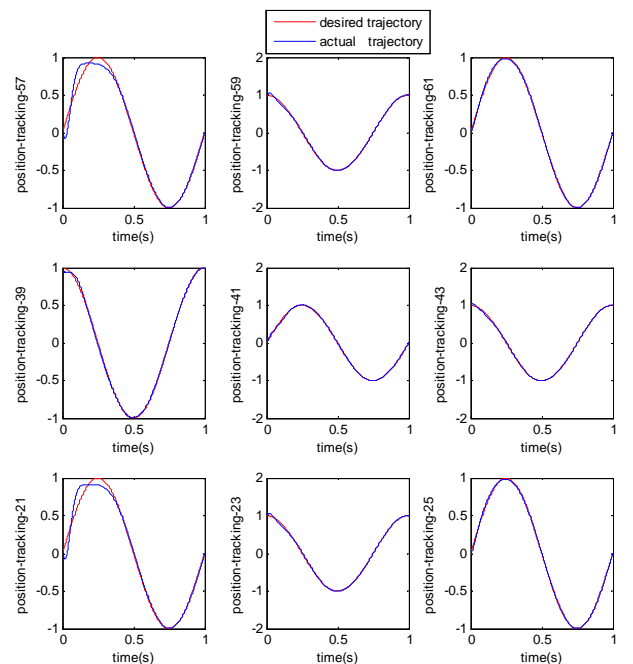 desired trajectory
actual trajectory
1
0.5
0
-0.5
-1
0 0.5 1
time(s)
position-tracking-57
2
1
0
-1
-2
0 0.5 1
time(s)
position-tracking-59
1
0.5
0
-0.5
-1
0 0.5 1
time(s)
position-tracking-61
1
0.5
0
-0.5
-1
0 0.5 1
time(s)
position-tracking-39
2
1
0
-1
-2
0 0.5 1
time(s)
position-tracking-41
2
1
0
-1
-2
0 0.5 1
time(s)
position-tracking-43
1
0.5
0
-0.5
-1
0 0.5 1
time(s)
position-tracking-21
2
1
0
-1
-2
0 0.5 1
time(s)
position-tracking-23
1
0.5
0
-0.5
-1
0 0.5 1
time(s)
position-tracking-25